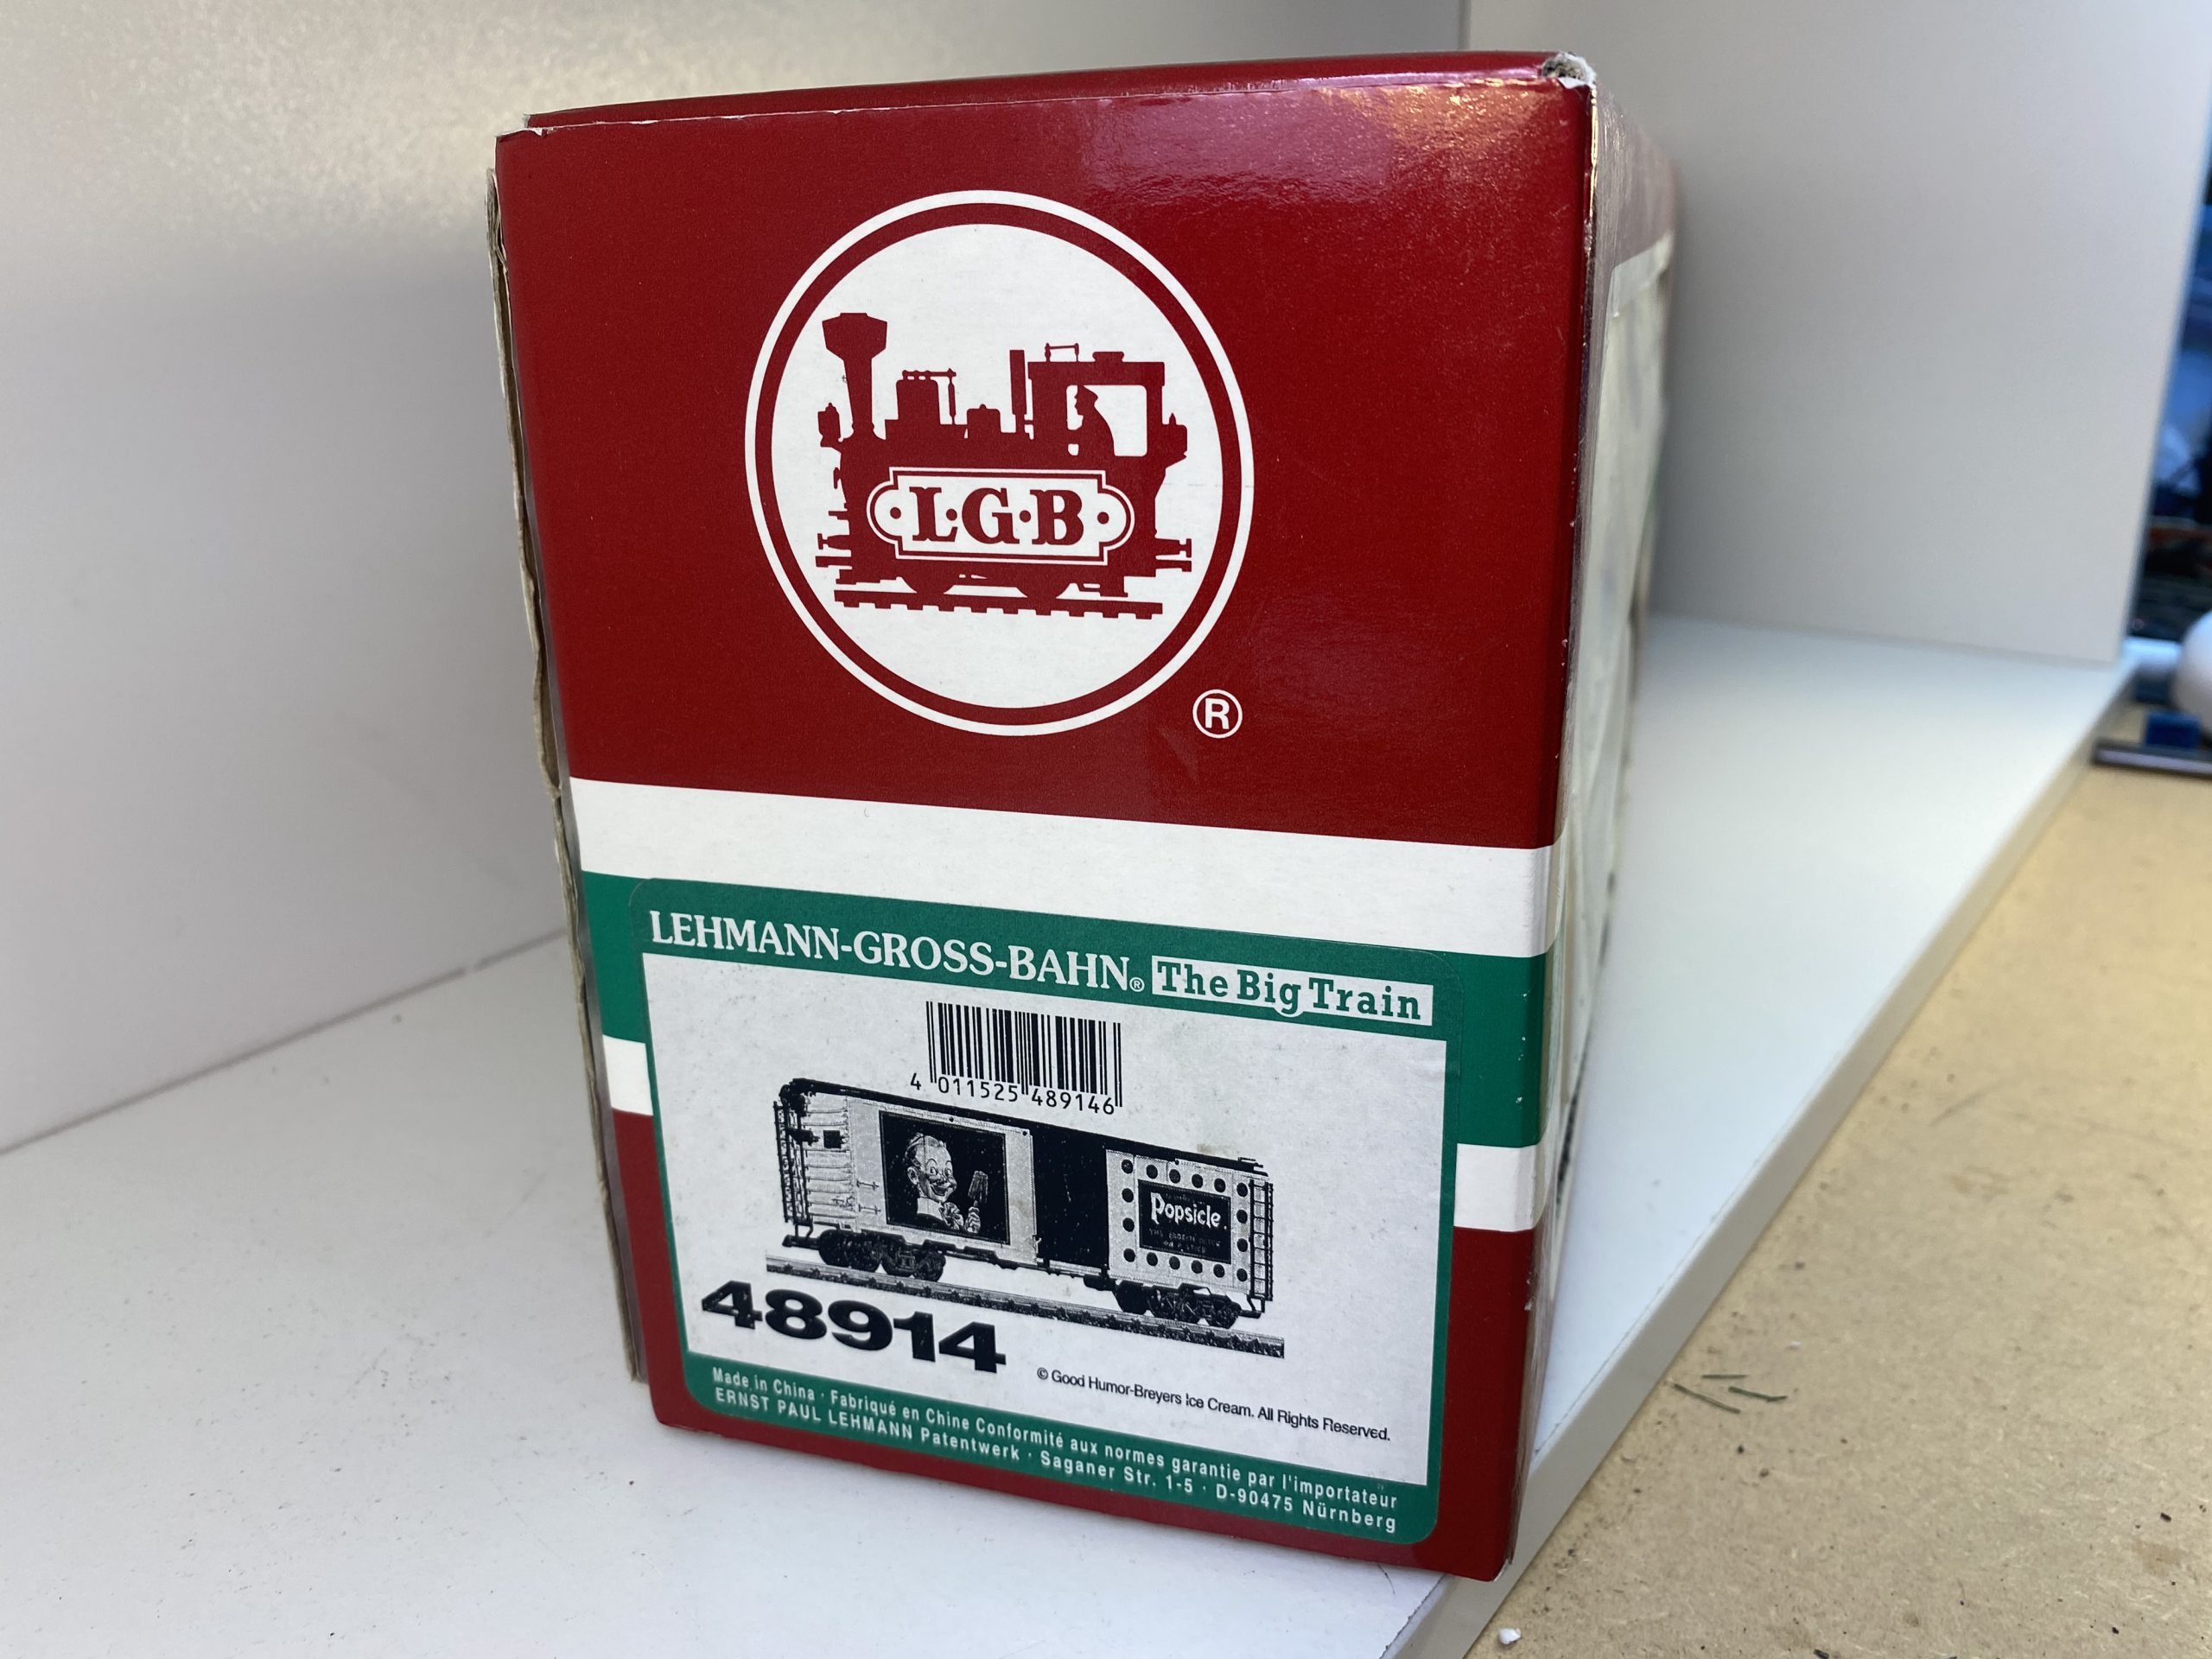 L·G·B
®
LEHMANN-GROSS-BAHN® The Big Train
4 011525 489146
Popsicle
48914
© Good Humor-Breyers Ice Cream. All Rights Reserved.
Made in China · Fabriqué en Chine Conformité aux normes garantie par l'importateur
ERNST PAUL LEHMANN Patentwerk · Saganer Str. 1-5 · D-90475 Nürnberg